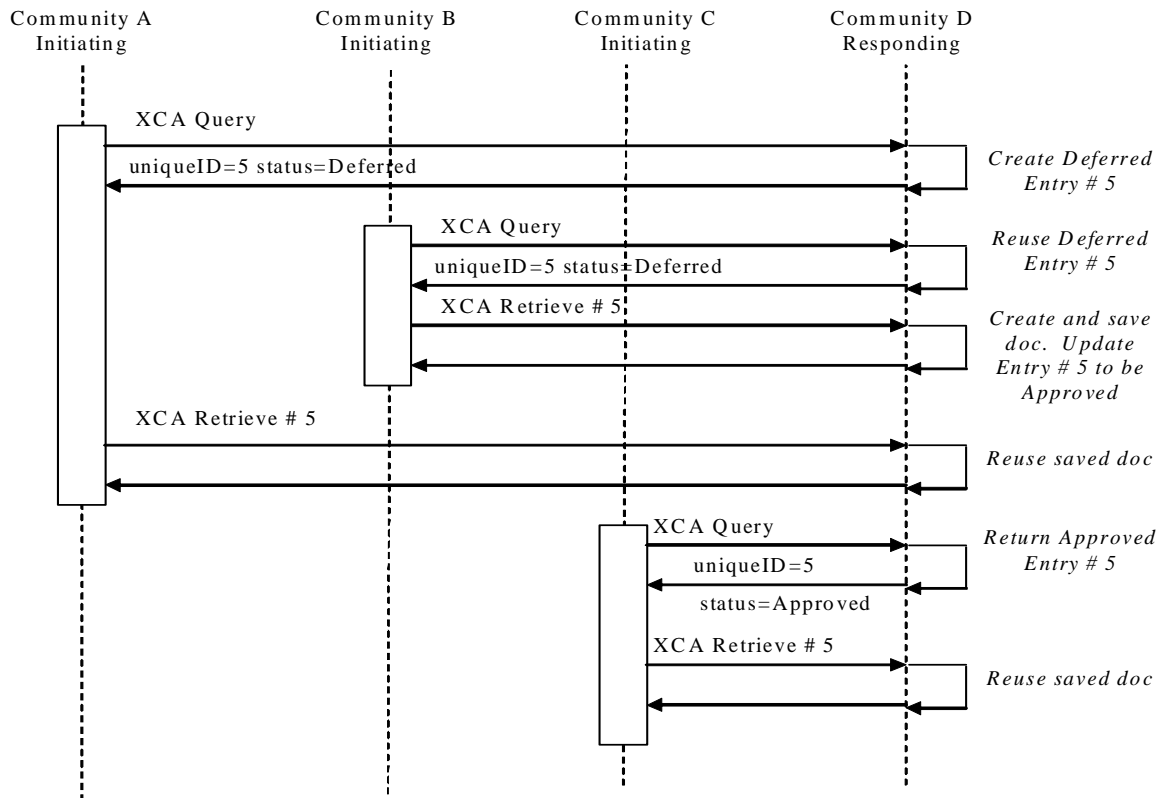 Community A
Initiating
Community B
Initiating
Community C
Initiating
Community D
Responding
XCA Query
uniqueID=5 status=Deferred
Create Deferred
Entry # 5
XCA Query
uniqueID=5 status=Deferred
Reuse Deferred
Entry # 5
XCA Retrieve # 5
Create and save
doc. Update
Entry # 5 to be
Approved
XCA Retrieve # 5
Reuse saved doc
XCA Query
uniqueID=5
status=Approved
Return Approved
Entry # 5
XCA Retrieve # 5
Reuse saved doc